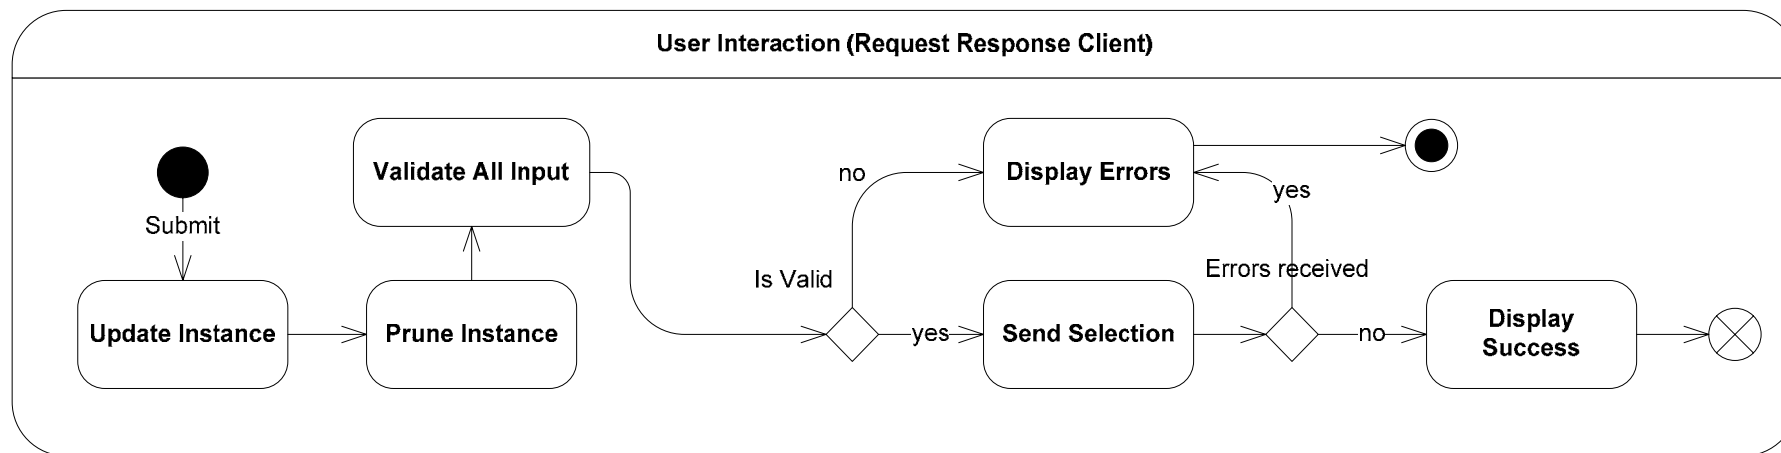 User Interaction (Request Response Client)
Submit
Update Instance
Prune Instance
Validate All Input
Is Valid
no
yes
Display Errors
Send Selection
Errors received
yes
no
Display
Success